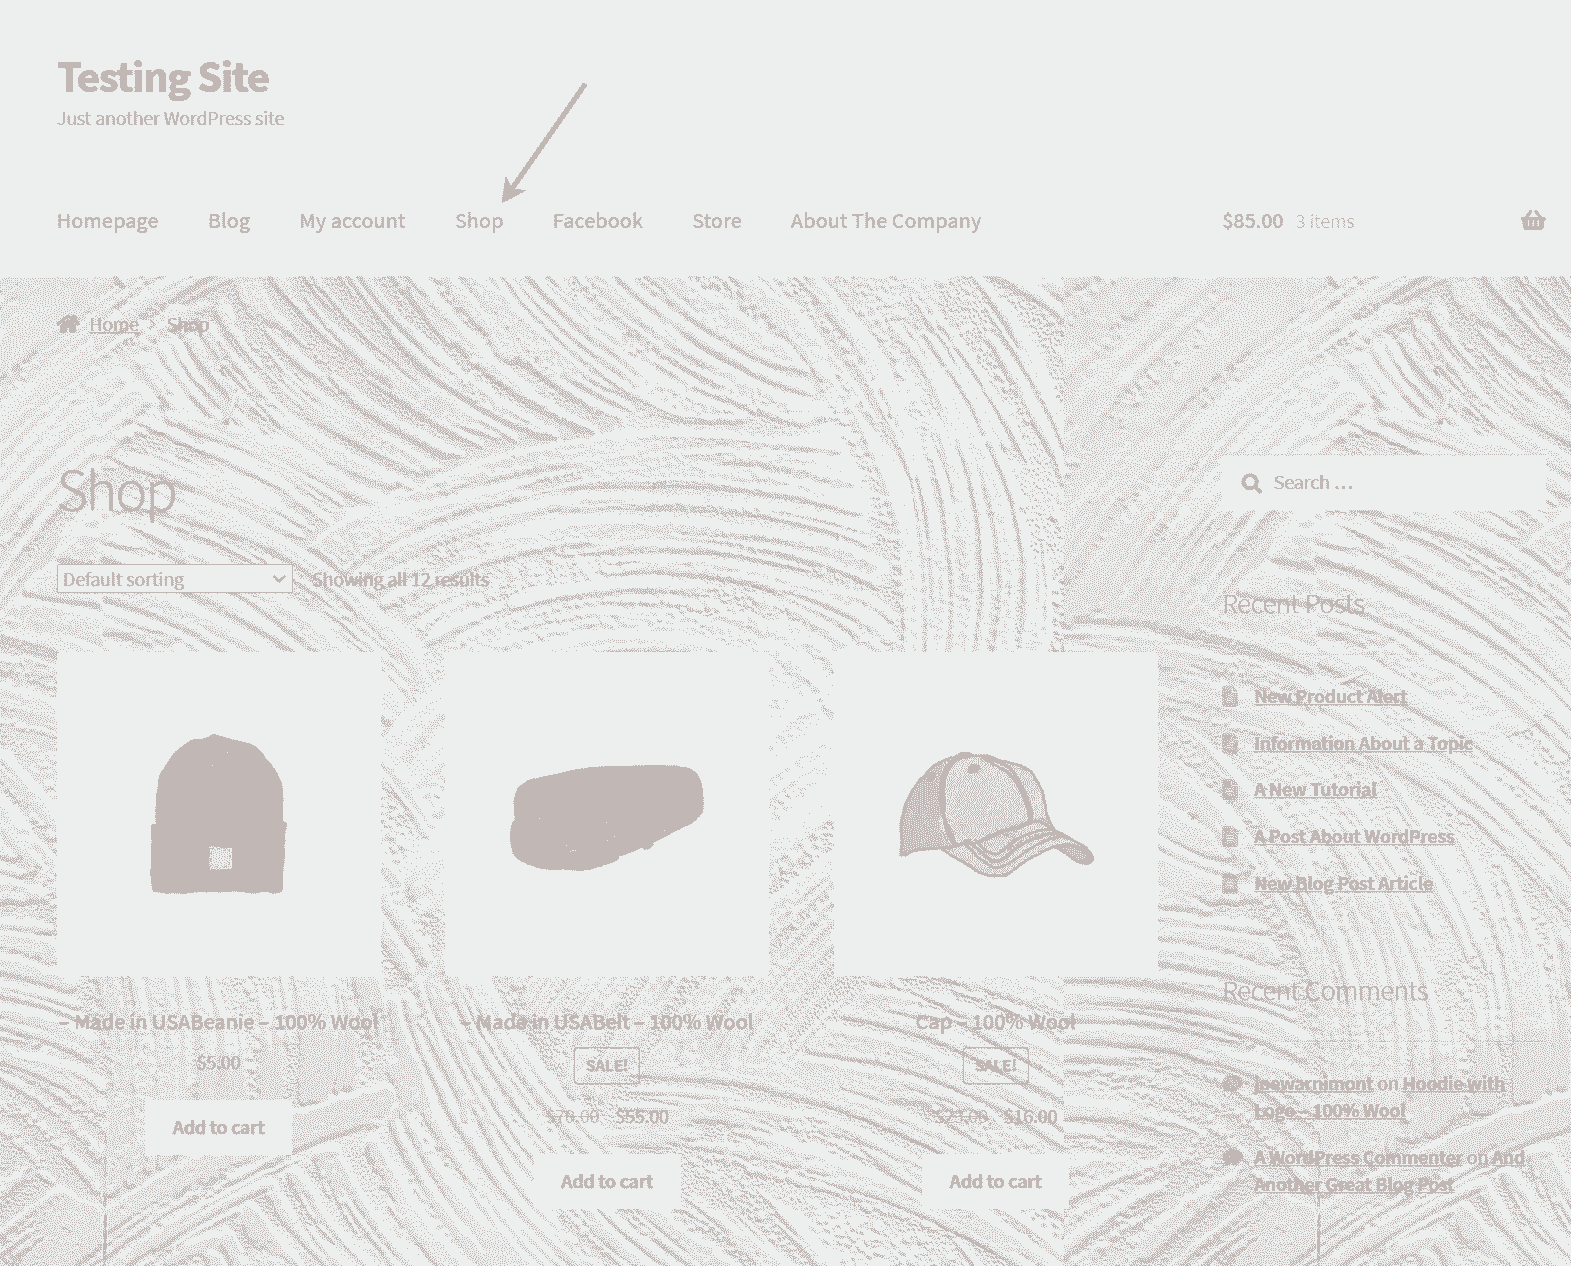 Testing Site
Just another WordPress site
Homepage Blog My account Shop Facebook Store About The Company $85.00 3 items
Home Shop
Shop
Search …
Default sorting Showing all 12 results
Recent Posts
New Product Alert
Information About a Topic
A New Tutorial
A Post About WordPress
New Blog Post Article
– Made in USABeanie – 100% Wool
$5.00
Add to cart
– Made in USABelt – 100% Wool
SALE!
$55.00
Add to cart
Cap – 100% Wool
SALE!
$16.00
Add to cart
Recent Comments
joewarnimont on Hoodie with
Logo – 100% Wool
A WordPress Commenter on And
Another Great Blog Post